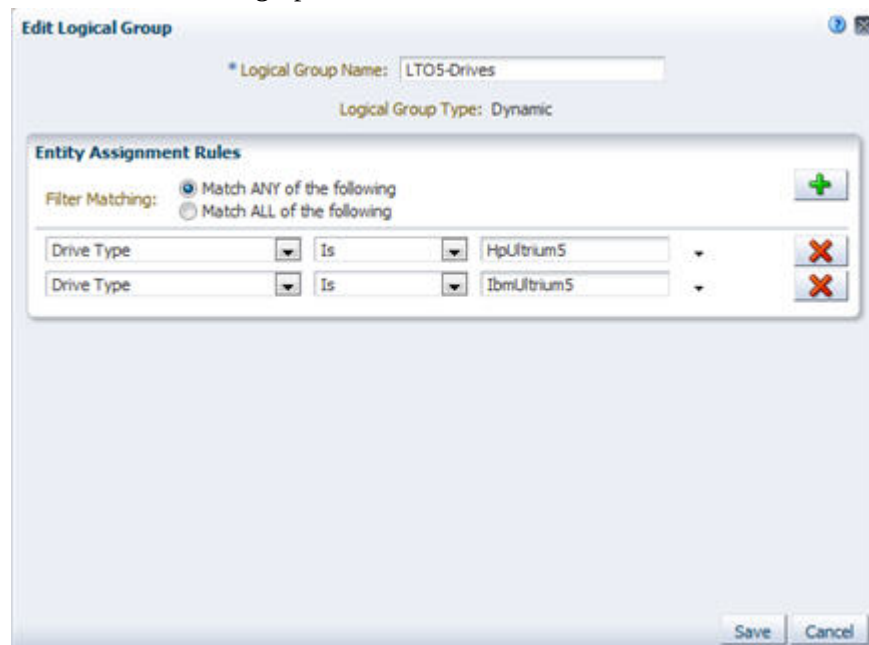 Edit Logical Group
* Logical Group Name: LTO5-Drives
Logical Group Type: Dynamic
Entity Assignment Rules
Filter Matching:
Match ANY of the following
Match ALL of the following
Drive Type Is HpUltrium5
Drive Type Is IbmUltrium5
Save Cancel